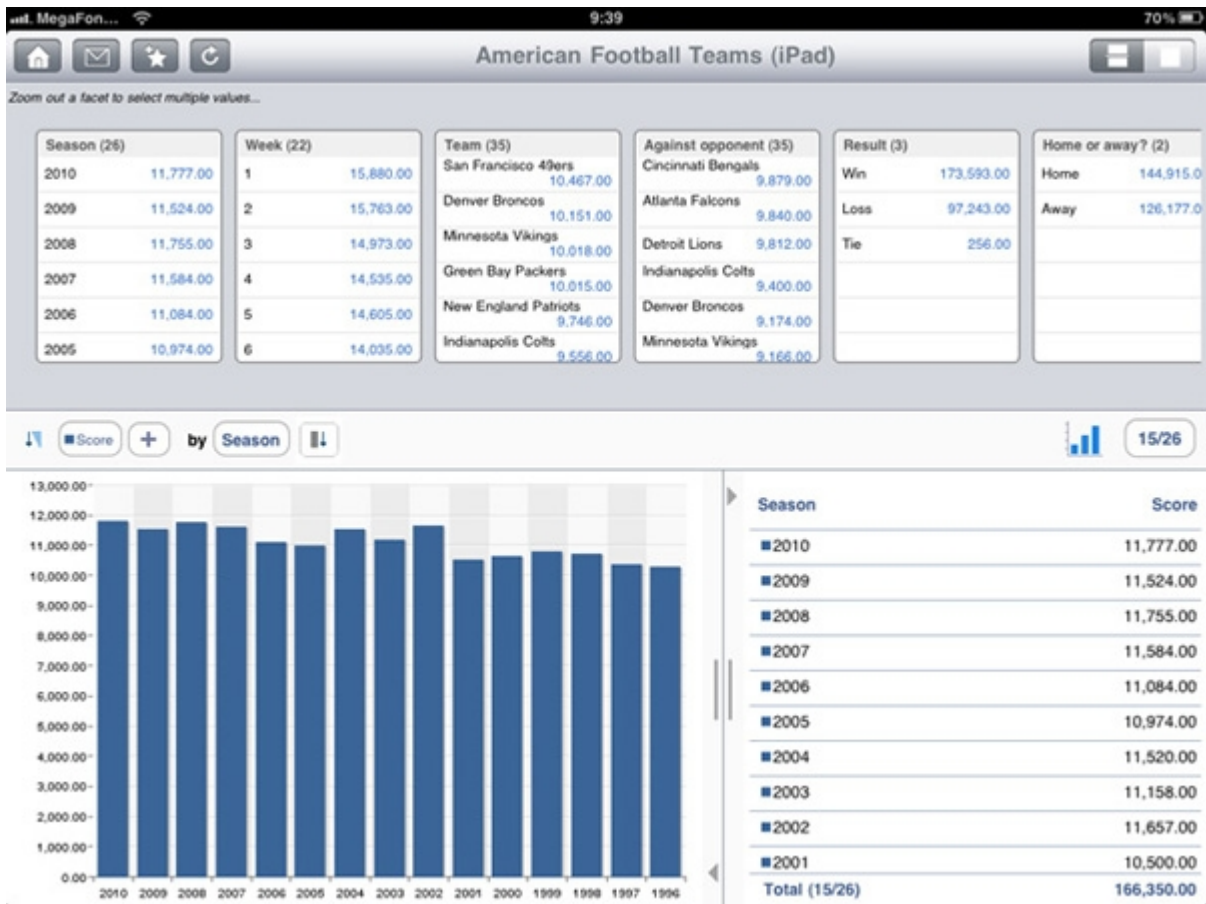 MegaFon... 9:39 70%
American Football Teams (iPad)
Zoom out a facet to select multiple values...
Season (26)
2010 11,777.00
2009 11,524.00
2008 11,755.00
2007 11,584.00
2006 11,084.00
2005 10,974.00
Week (22)
1 15,880.00
2 15,763.00
3 14,973.00
4 14,535.00
5 14,605.00
6 14,035.00
Team (35)
San Francisco 49ers
10,467.00
Denver Broncos
10,151.00
Minnesota Vikings
10,018.00
Green Bay Packers
10,015.00
New England Patriots
9,746.00
Indianapolis Colts
9,556.00
Against opponent (35)
Cincinnati Bengals
9,879.00
Atlanta Falcons
9,840.00
Detroit Lions 9,812.00
Indianapolis Colts
9,400.00
Denver Broncos
9,174.00
Minnesota Vikings
9,166.00
Result (3)
Win 173,593.00
Loss 97,243.00
Tie 256.00
Home or away? (2)
Home 144,915.0
Away 126,177.0
Score + by Season 15/26
13,000.00
12,000.00
11,000.00
10,000.00
9,000.00
8,000.00
7,000.00
6,000.00
5,000.00
4,000.00
3,000.00
2,000.00
1,000.00
0.00
2010 2009 2008 2007 2006 2005 2004 2003 2002 2001 2000 1999 1998 1997 1996
Season Score
2010 11,777.00
2009 11,524.00
2008 11,755.00
2007 11,584.00
2006 11,084.00
2005 10,974.00
2004 11,520.00
2003 11,158.00
2002 11,657.00
2001 10,500.00
Total (15/26) 166,350.00